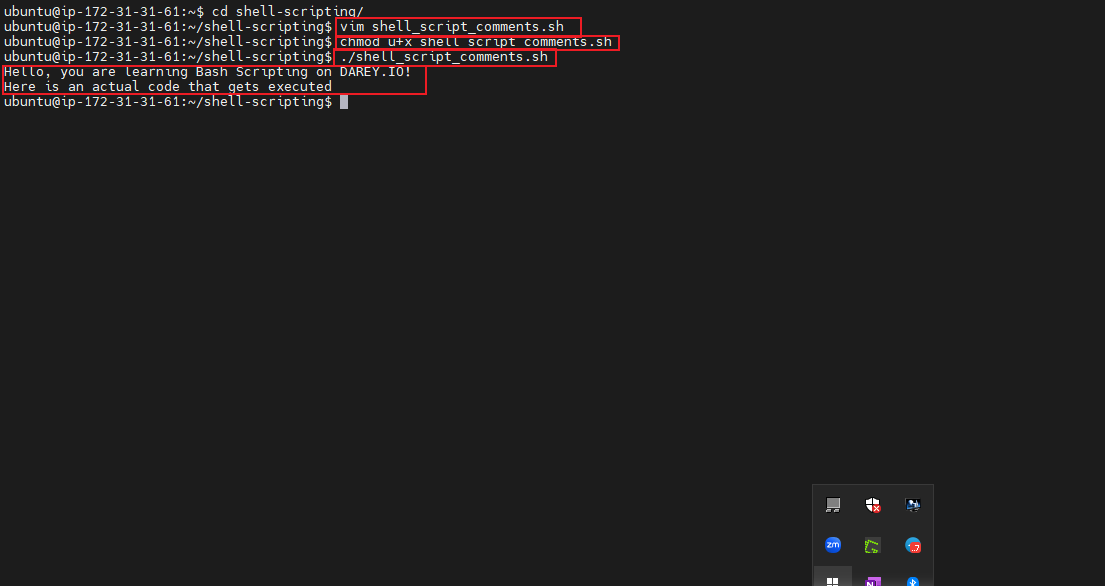 ubuntu@ip-172-31-31-61:~$ cd shell-scripting/
ubuntu@ip-172-31-31-61:~/shell-scripting$ vim shell_script_comments.sh
ubuntu@ip-172-31-31-61:~/shell-scripting$ chmod u+x shell_script_comments.sh
ubuntu@ip-172-31-31-61:~/shell-scripting$ ./shell_script_comments.sh
Hello, you are learning Bash Scripting on DAREY.IO!
Here is an actual code that gets executed
ubuntu@ip-172-31-31-61:~/shell-scripting$
zm
N